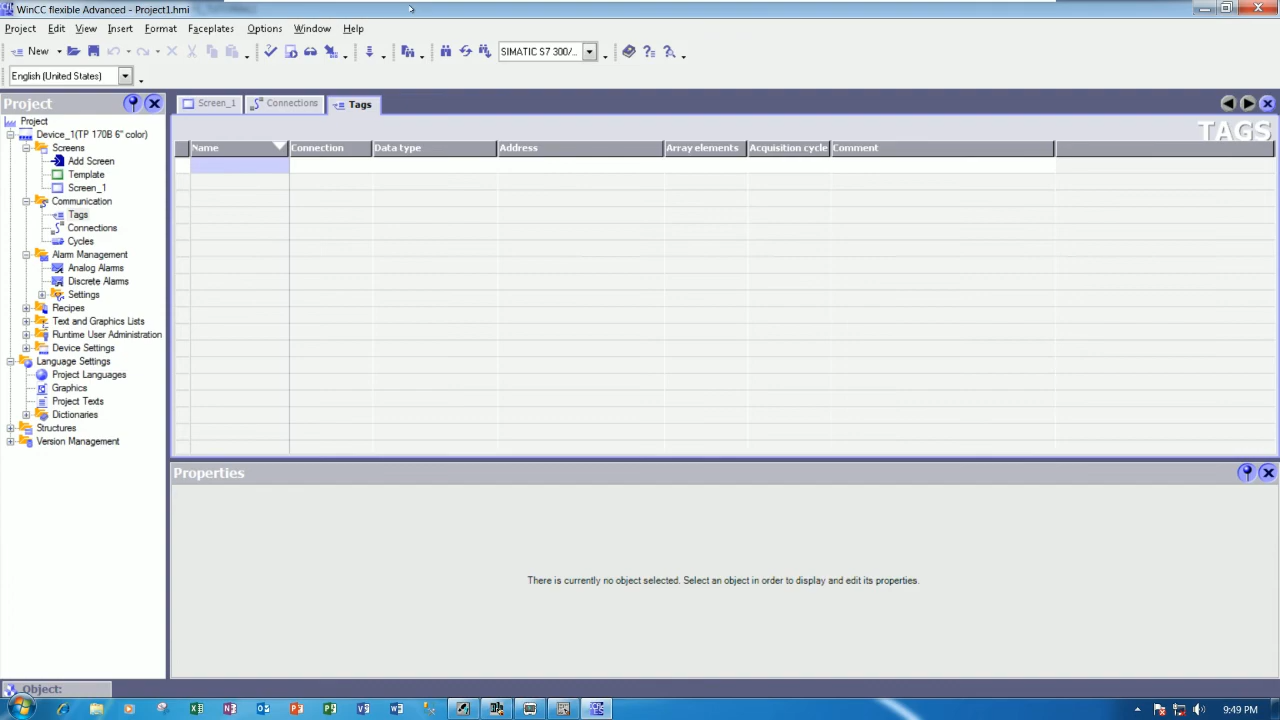 WinCC flexible Advanced - Project1.hmi
Project Edit View Insert Format Faceplates Options Window Help
New SIMATIC S7 300/...
English (United States)
Project
Screen_1 Connections Tags
TAGS
Project
Device_1(TP 170B 6" color)
Screens
Add Screen
Template
Screen_1
Communication
Tags
Connections
Cycles
Alarm Management
Analog Alarms
Discrete Alarms
Settings
Recipes
Text and Graphics Lists
Runtime User Administration
Device Settings
Language Settings
Project Languages
Graphics
Project Texts
Dictionaries
Structures
Version Management
Name Connection Data type Address Array elements Acquisition cycle Comment
Properties
There is currently no object selected. Select an object in order to display and edit its properties.
Object:
9:49 PM